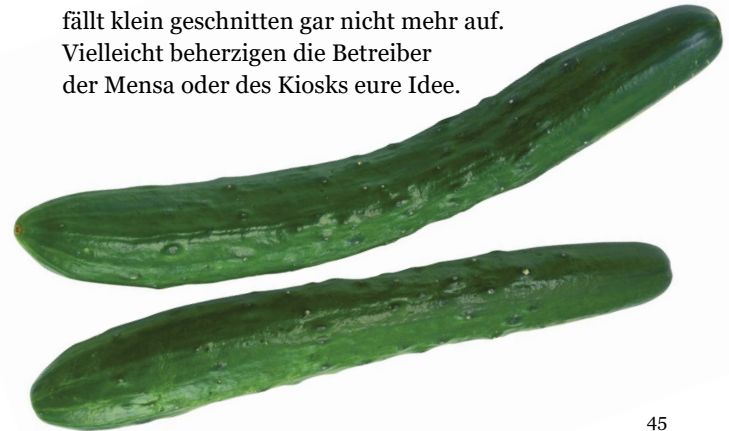 fällt klein geschnitten gar nicht mehr auf.
Vielleicht beherzigen die Betreiber
der Mensa oder des Kiosks eure Idee.
45